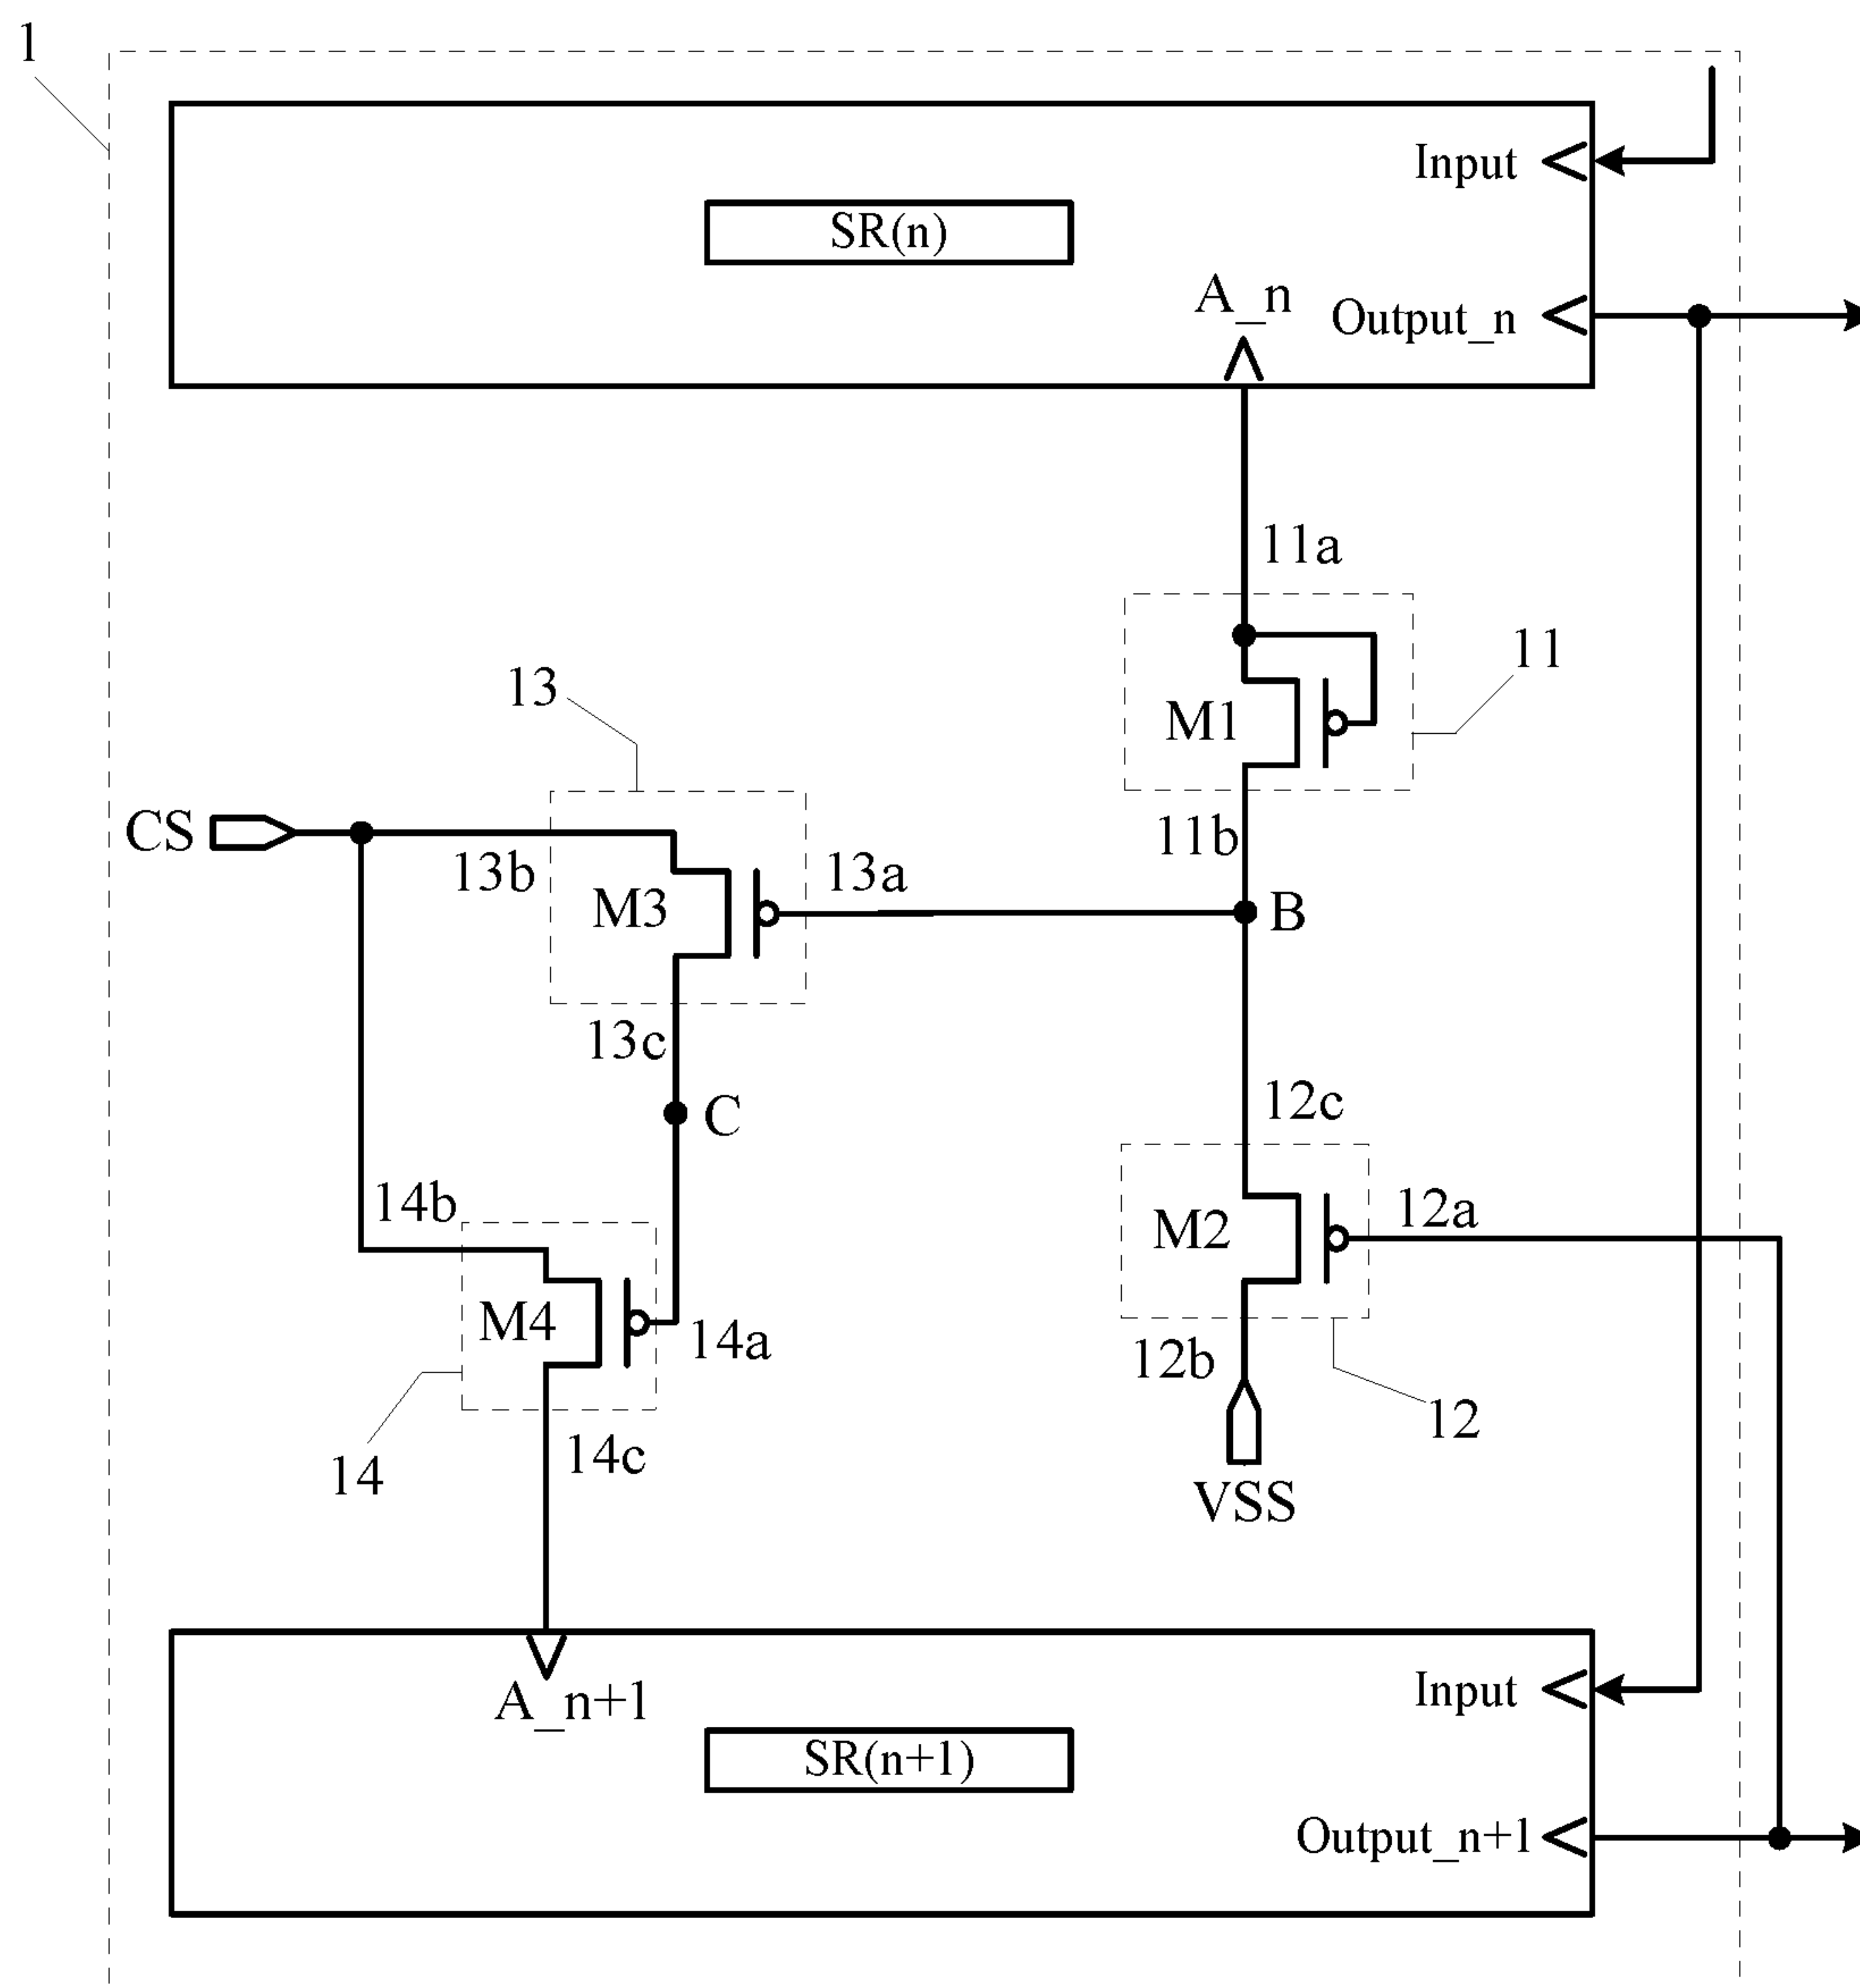 1
Input
SR(n)
A_n
Output_n
11a
11
13
M1
CS
13b
13a
11b
M3
B
13c
12c
C
14b
12a
M2
M4
14a
12b
14
14c
12
VSS
A_n+1
Input
SR(n+1)
Output_n+1